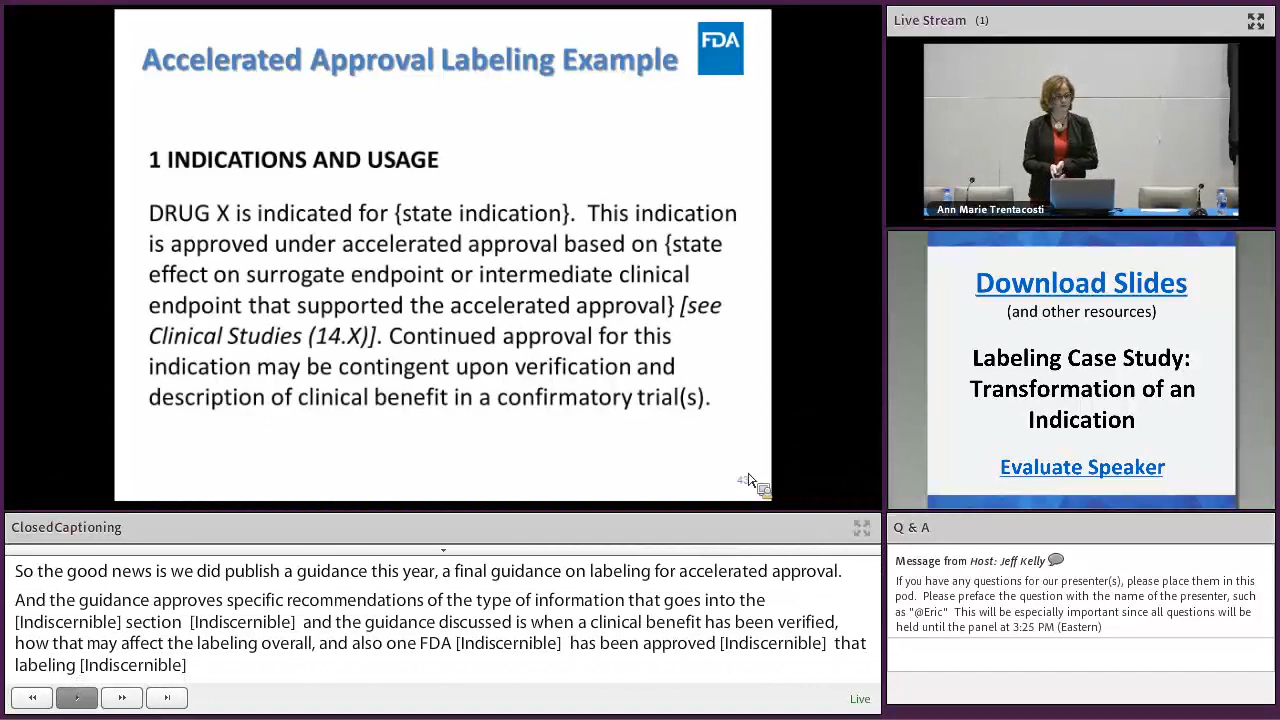 Accelerated Approval Labeling Example
FDA
1 INDICATIONS AND USAGE
DRUG X is indicated for {state indication}.  This indication
is approved under accelerated approval based on {state
effect on surrogate endpoint or intermediate clinical
endpoint that supported the accelerated approval} [see
Clinical Studies (14.X)]. Continued approval for this
indication may be contingent upon verification and
description of clinical benefit in a confirmatory trial(s).
ClosedCaptioning
So the good news is we did publish a guidance this year, a final guidance on labeling for accelerated approval.
And the guidance approves specific recommendations of the type of information that goes into the
[Indiscernible] section  [Indiscernible]  and the guidance discussed is when a clinical benefit has been verified,
how that may affect the labeling overall, and also one FDA [Indiscernible]  has been approved [Indiscernible]  that
labeling [Indiscernible]
Live
Live Stream (1)
Ann Marie Trentacosti
Download Slides
(and other resources)
Labeling Case Study:
Transformation of an
Indication
Evaluate Speaker
Q & A
Message from Host: Jeff Kelly
If you have any questions for our presenter(s), please place them in this
pod.  Please preface the question with the name of the presenter, such
as "@Eric"  This will be especially important since all questions will be
held until the panel at 3:25 PM (Eastern)